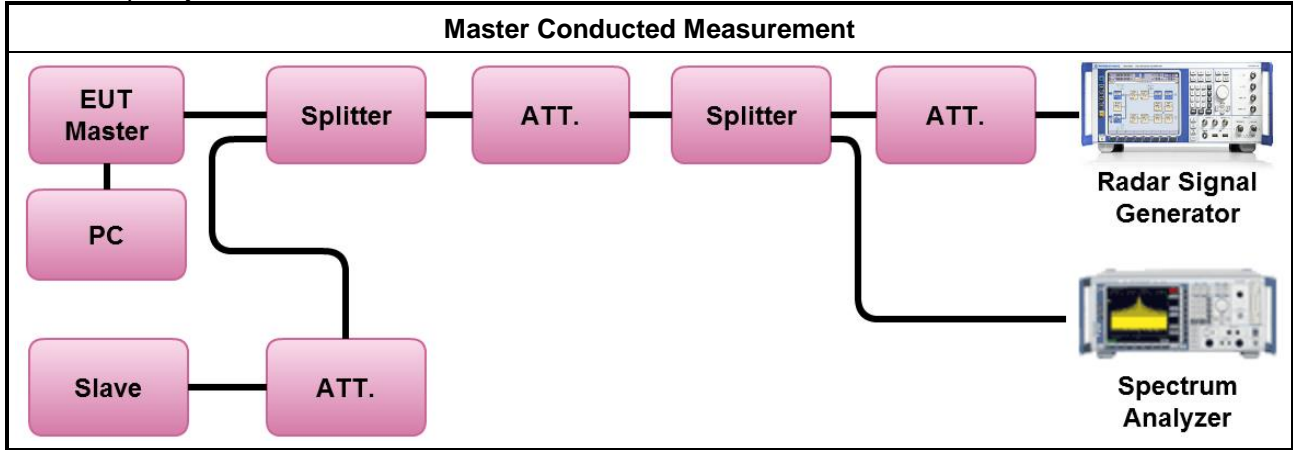 Master Conducted Measurement
EUT
Master
Splitter
ATT.
Splitter
ATT.
Radar Signal
Generator
PC
Slave
ATT.
Spectrum
Analyzer